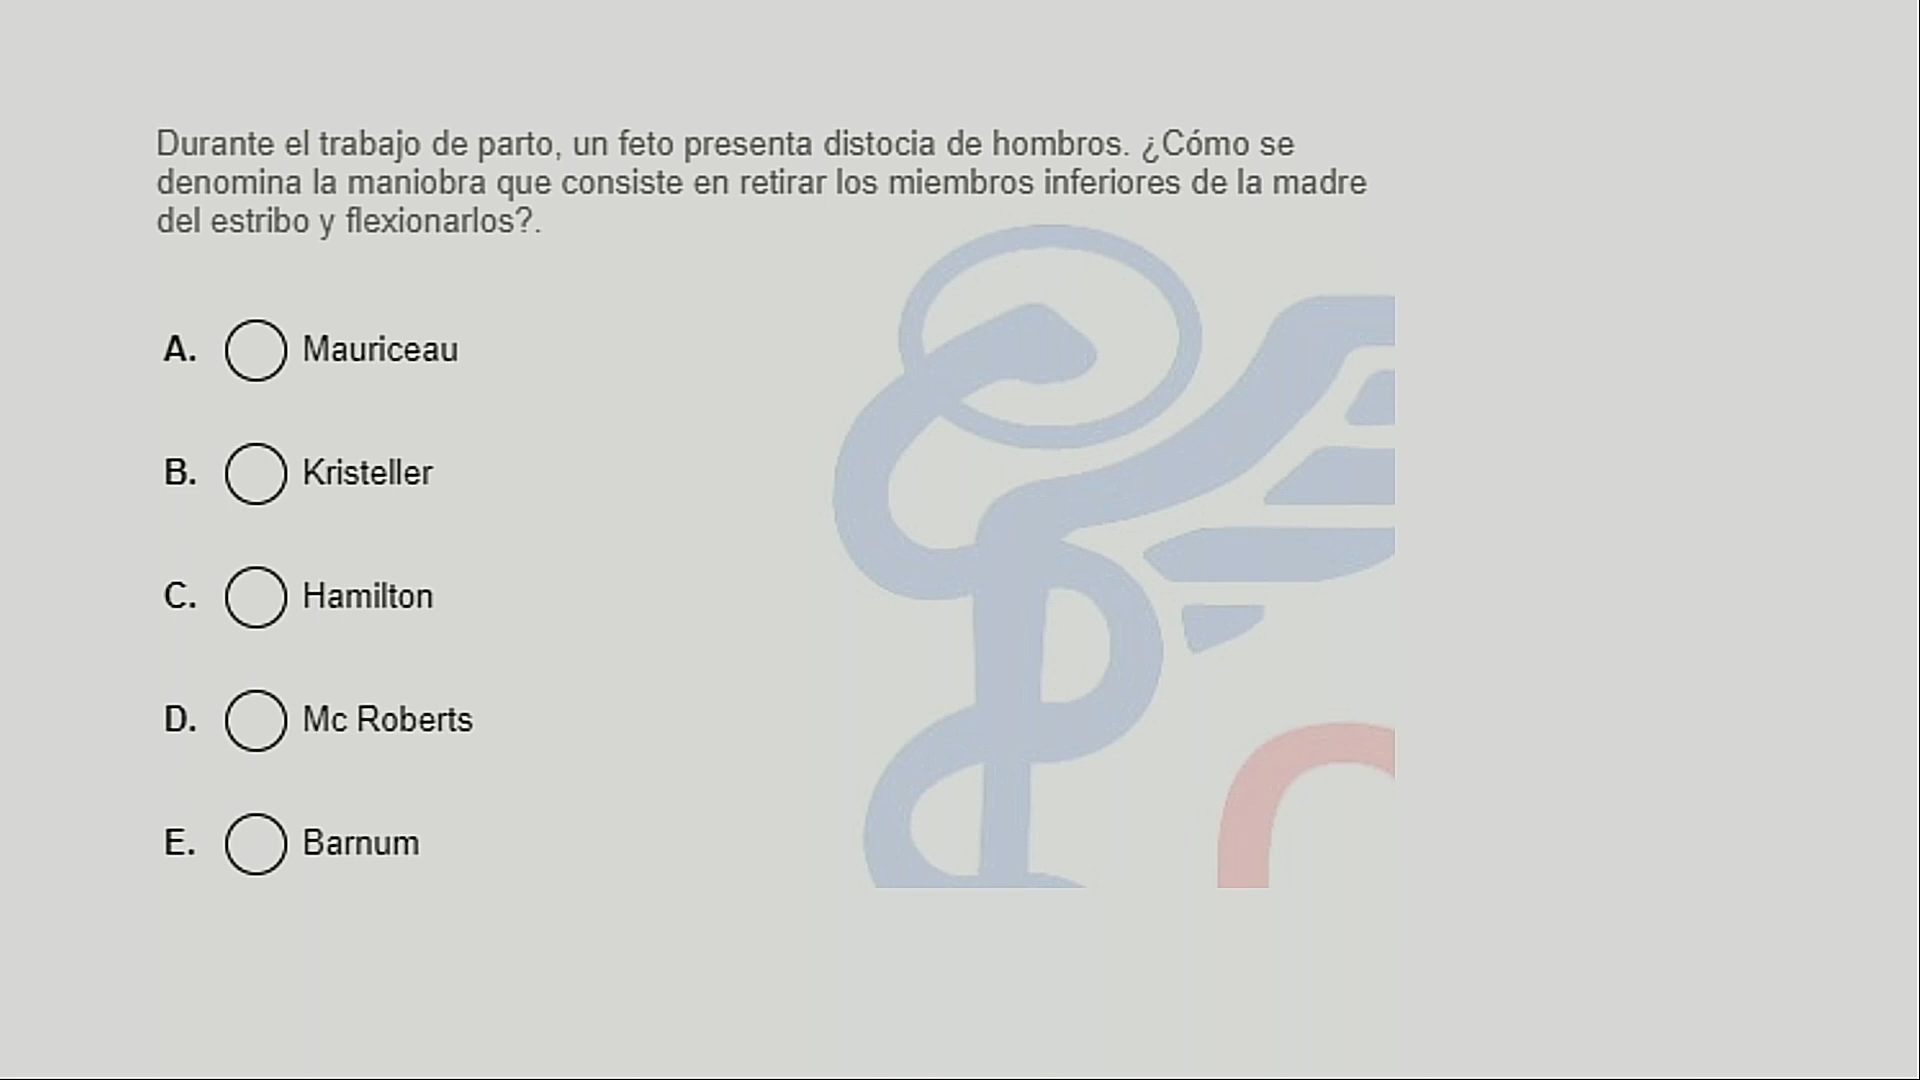 Durante el trabajo de parto, un feto presenta distocia de hombros. ¿Cómo se
denomina la maniobra que consiste en retirar los miembros inferiores de la madre
del estribo y flexionarlos?.
A. Mauriceau
B. Kristeller
C. Hamilton
D. Mc Roberts
E. Barnum